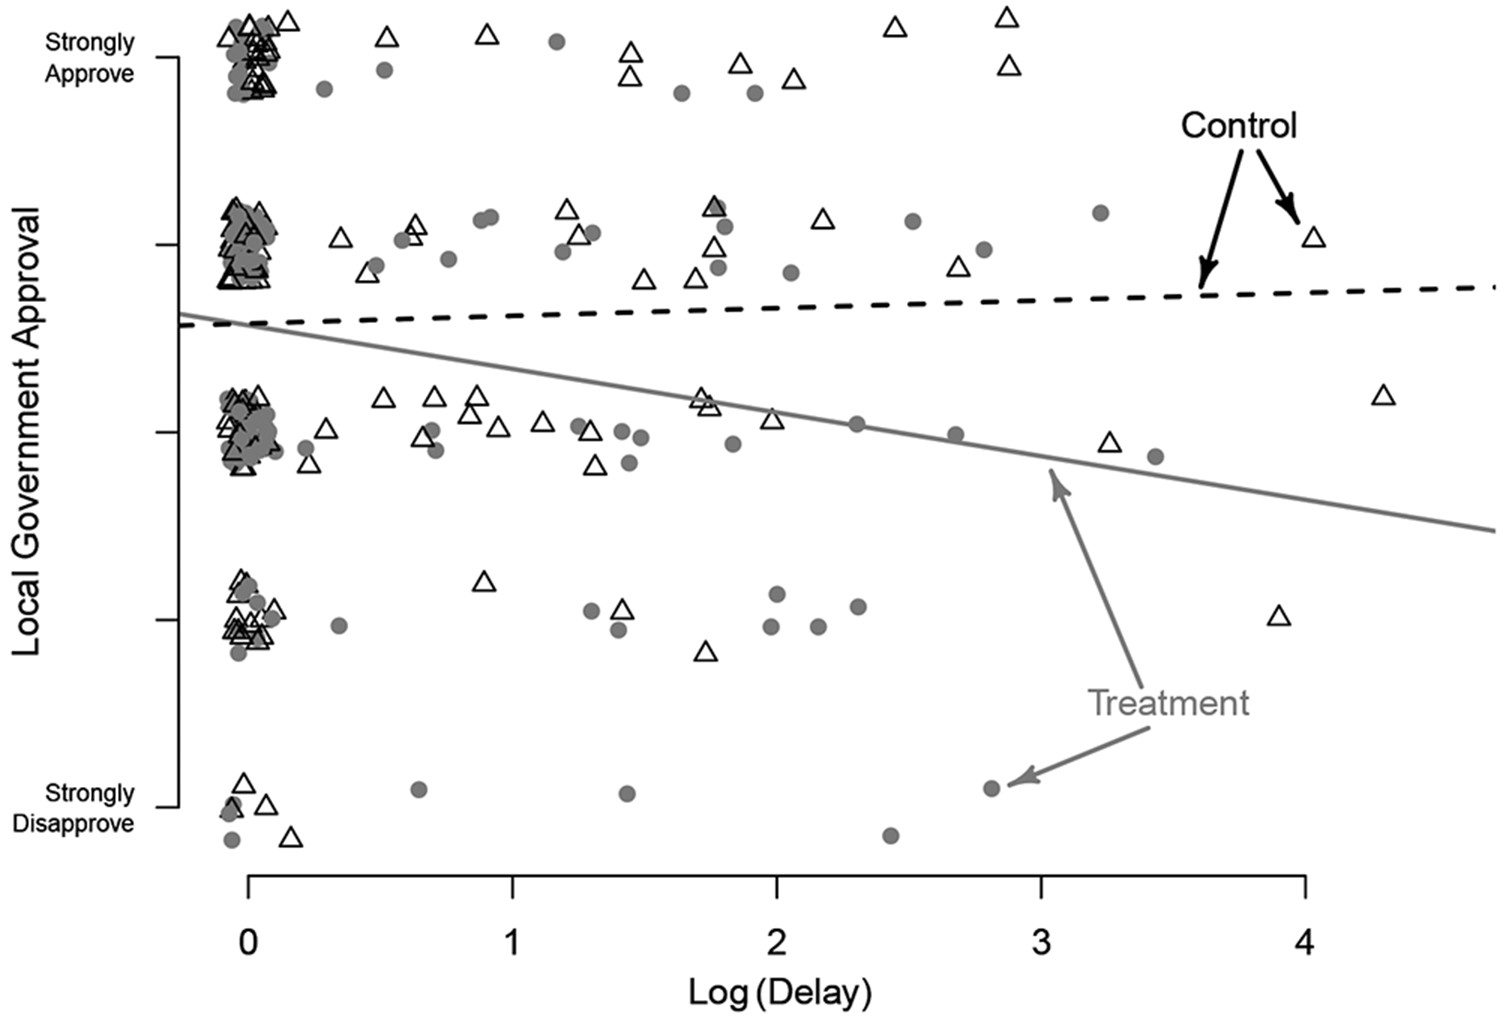 Strongly
Approve
Control
Local Government Approval
Treatment
Strongly
Disapprove
0 1 2 3 4
Log (Delay)